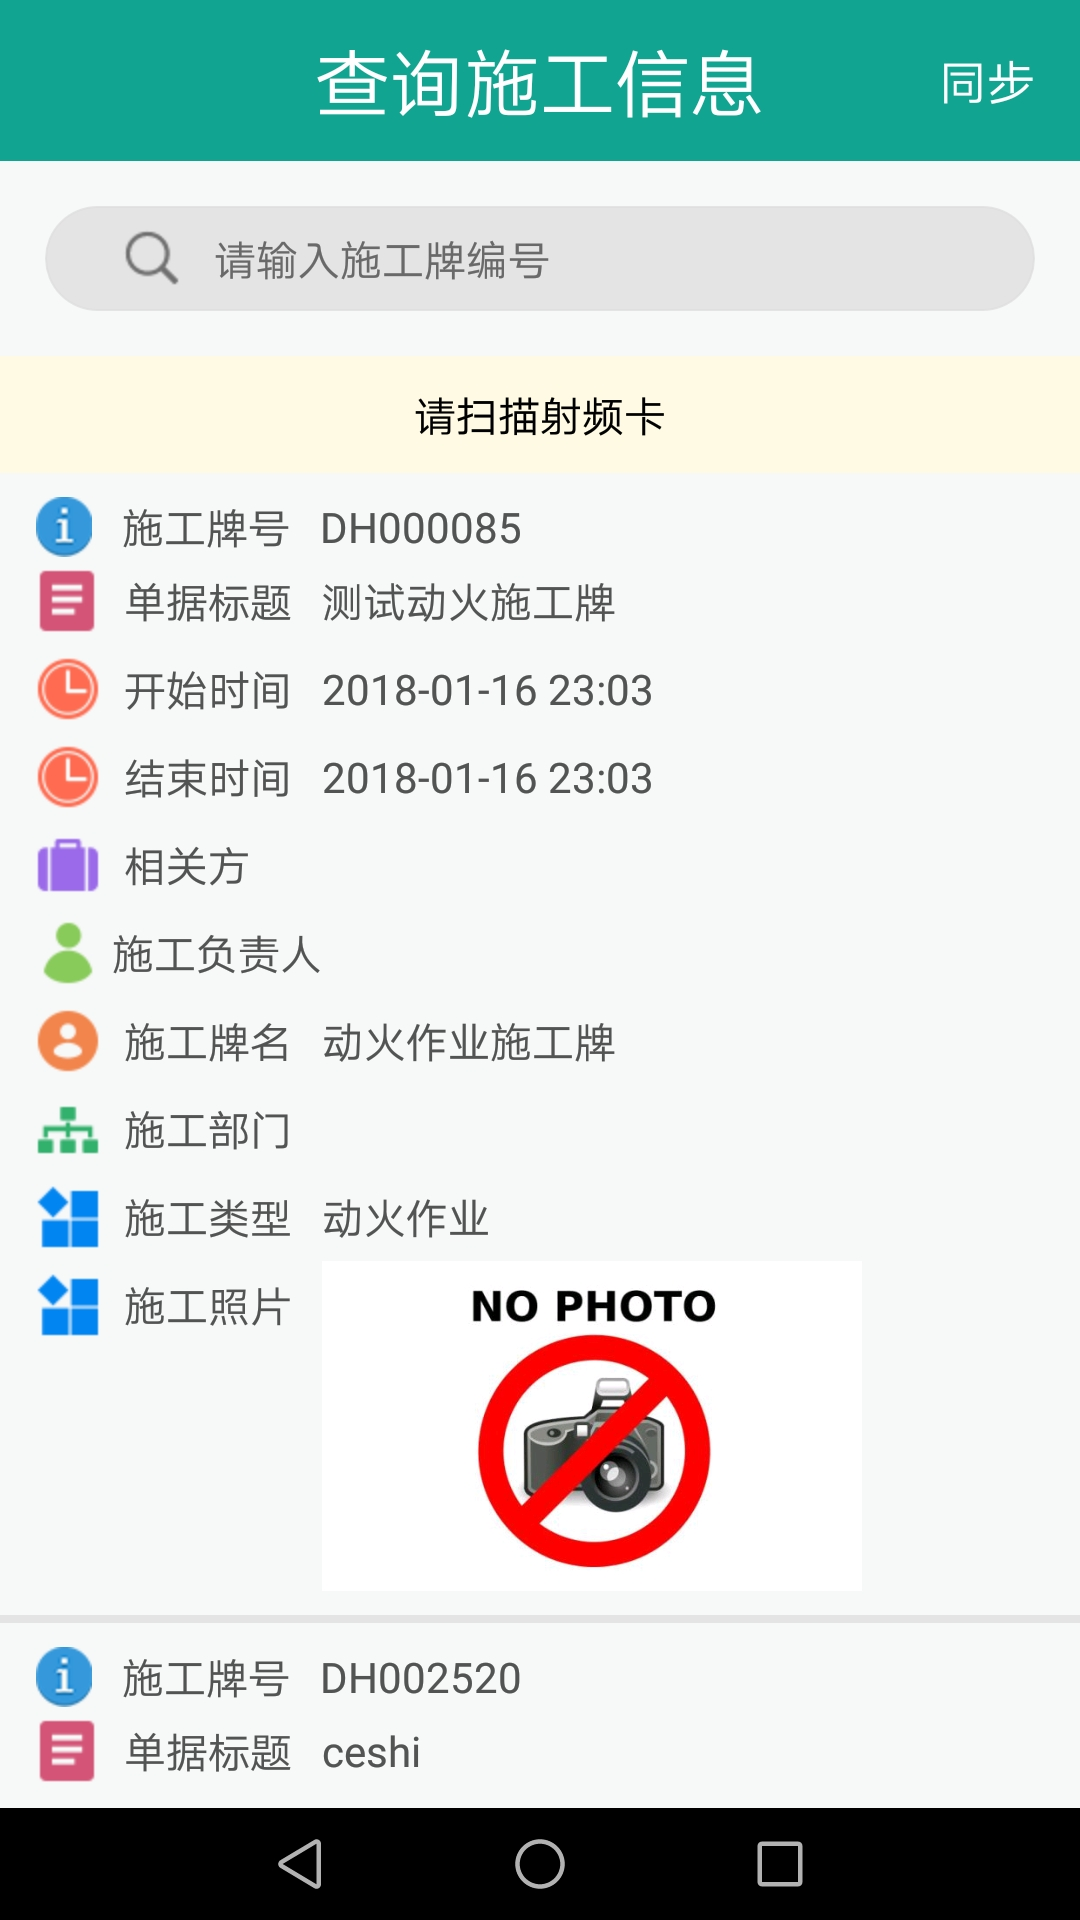 查询施工信息
同步
请输入施工牌编号
请扫描射频卡
施工牌号 DH000085
单据标题 测试动火施工牌
开始时间 2018-01-16 23:03
结束时间 2018-01-16 23:03
相关方
施工负责人
施工牌名 动火作业施工牌
施工部门
施工类型 动火作业
施工照片
NO PHOTO
施工牌号 DH002520
单据标题 ceshi